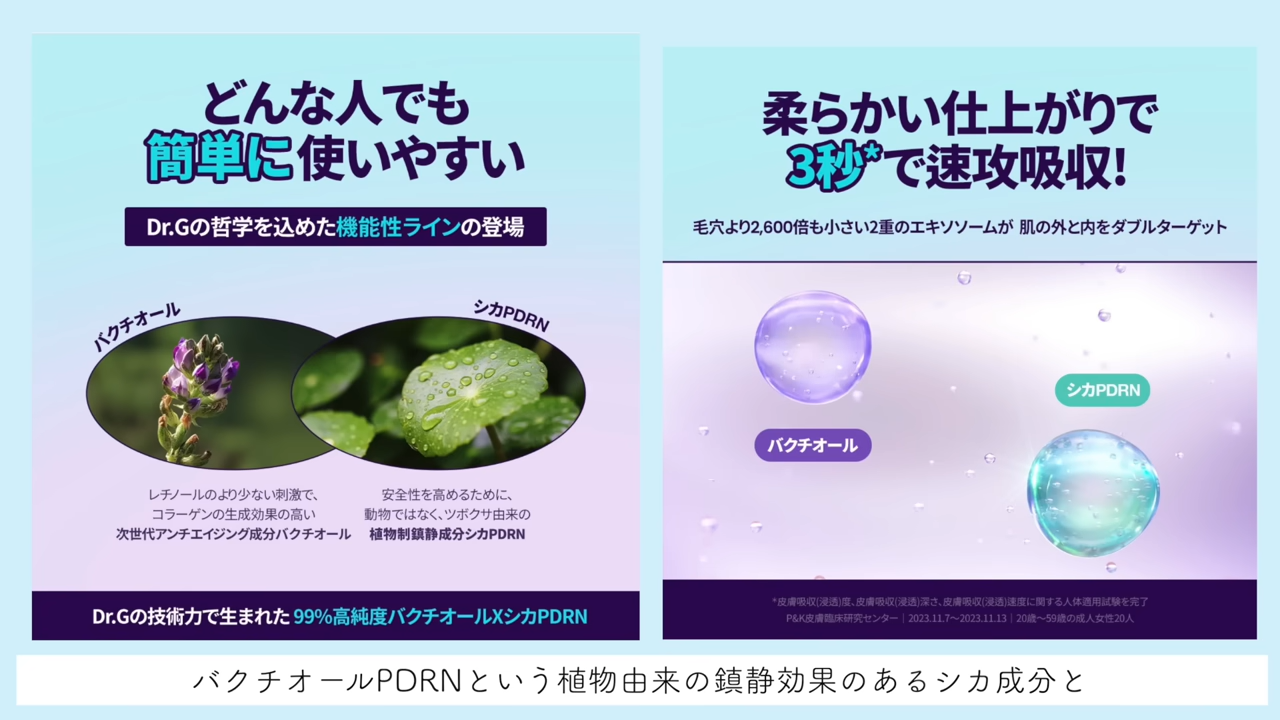 どんな人でも
簡単に使いやすい
Dr.Gの哲学を込めた機能性ラインの登場
バクチオール
シカPDRN
レチノールのより少ない刺激で、
コラーゲンの生成効果の高い
次世代アンチエイジング成分バクチオール
安全性を高めるために、
動物ではなく、ツボクサ由来の
植物制鎮静成分シカPDRN
Dr.Gの技術力で生まれた 99%高純度バクチオールXシカPDRN
柔らかい仕上がりで
3秒*で速攻吸収!
毛穴より2,600倍も小さい2重のエキソソームが 肌の外と内をダブルターゲット
バクチオール
シカPDRN
*皮膚吸収(浸透)度、皮膚吸収(浸透)深さ、皮膚吸収(浸透)速度に関する人体適用試験を完了
P&K皮膚臨床研究センター｜2023.11.7〜2023.11.13｜20歳〜59歳の成人女性20人
バクチオールPDRNという植物由来の鎮静効果のあるシカ成分と